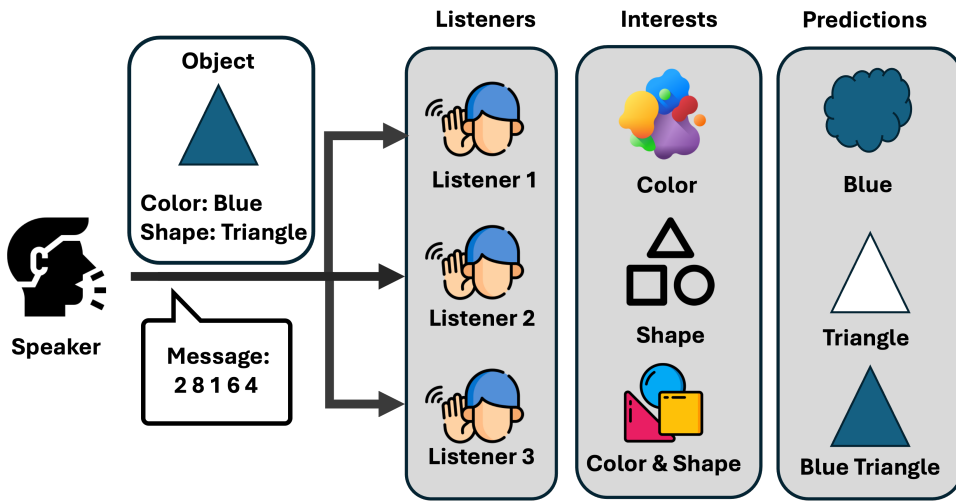 Listeners
Interests
Predictions
Object
Color: Blue
Shape: Triangle
Speaker
Message:
2 8 1 6 4
Listener 1
Color
Blue
Listener 2
Shape
Triangle
Listener 3
Color & Shape
Blue Triangle